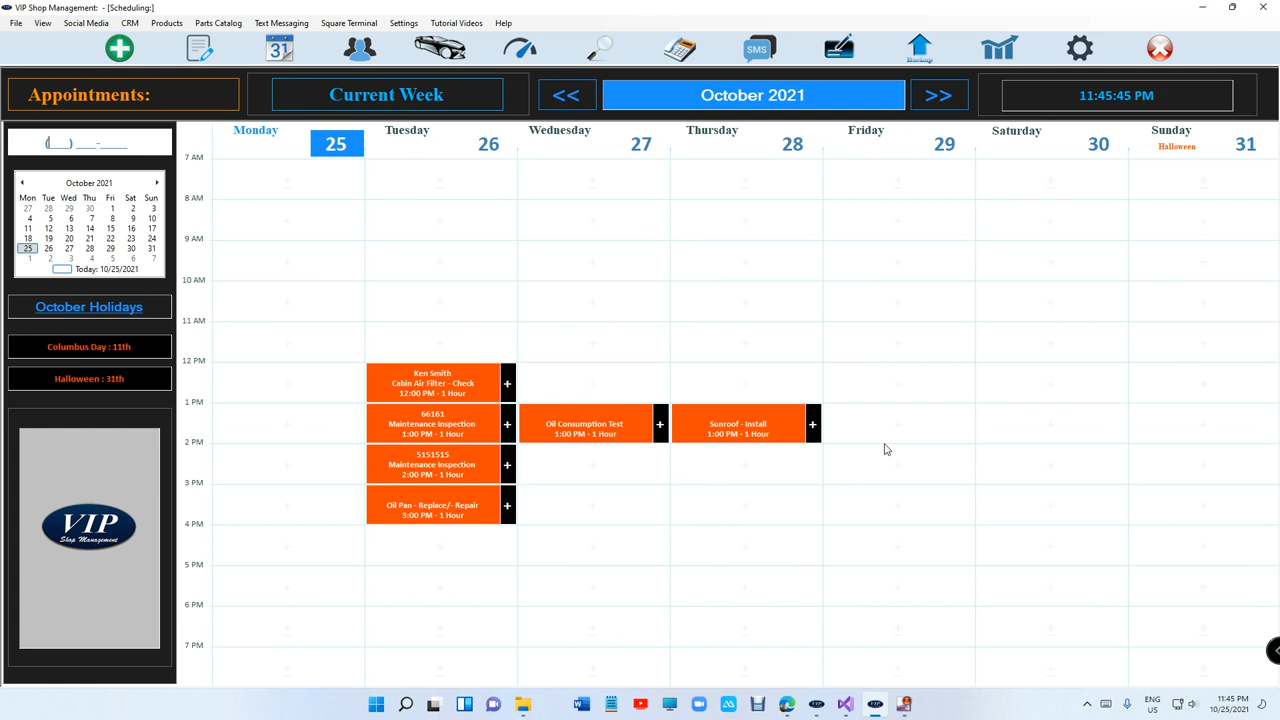 VIP Shop Management: - [Scheduling:]
File View Social Media CRM Products Parts Catalog Text Messaging Square Terminal Settings Tutorial Videos Help
31 SMS Backup
Appointments: Current Week << October 2021 >> 11:45:45 PM
(___) ___-____
Monday 25 Tuesday 26 Wednesday 27 Thursday 28 Friday 29 Saturday 30 Sunday Halloween 31
October 2021
Mon Tue Wed Thu Fri Sat Sun
27 28 29 30 1 2 3
4 5 6 7 8 9 10
11 12 13 14 15 16 17
18 19 20 21 22 23 24
25 26 27 28 29 30 31
1 2 3 4 5 6 7
Today: 10/25/2021
October Holidays
Columbus Day : 11th
Halloween : 31th
VIP
Shop Management
7 AM
8 AM
9 AM
10 AM
11 AM
12 PM
Ken Smith
Cabin Air Filter - Check
12:00 PM - 1 Hour
+
1 PM
66161
Maintenance Inspection
1:00 PM - 1 Hour
+
Oil Consumption Test
1:00 PM - 1 Hour
+
Sunroof - Install
1:00 PM - 1 Hour
+
2 PM
5151515
Maintenance Inspection
2:00 PM - 1 Hour
+
3 PM
Oil Pan - Replace/- Repair
3:00 PM - 1 Hour
+
4 PM
5 PM
6 PM
7 PM
ENG
US
11:45 PM
10/25/2021